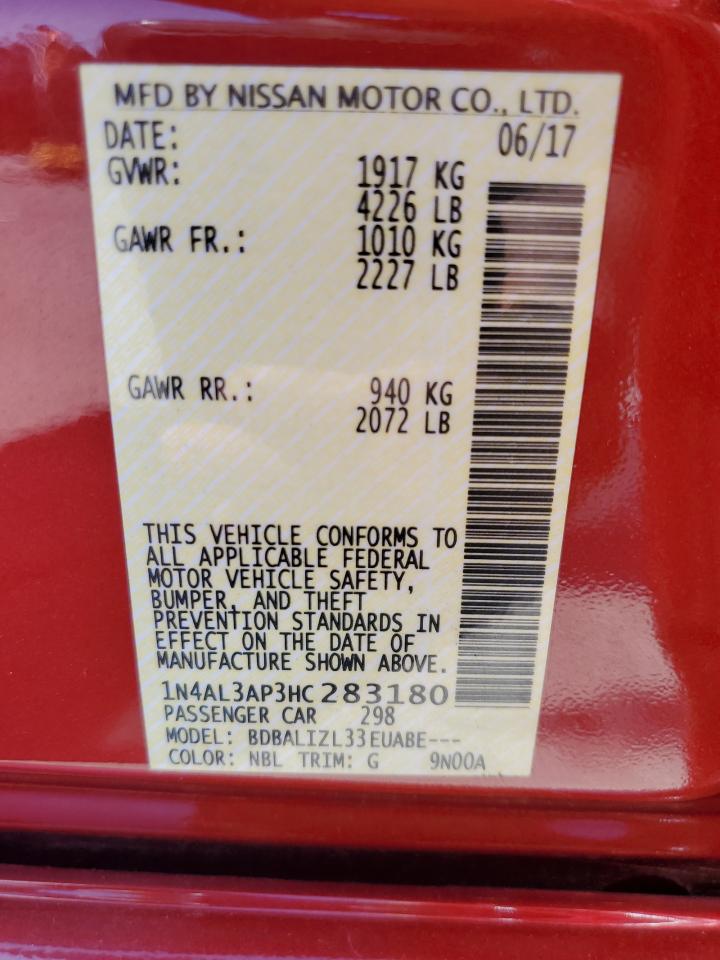 MFD BY NISSAN MOTOR CO., LTD.
DATE: 06/17
GVWR: 1917 KG
4226 LB
GAWR FR.: 1010 KG
2227 LB
GAWR RR.: 940 KG
2072 LB
THIS VEHICLE CONFORMS TO
ALL APPLICABLE FEDERAL
MOTOR VEHICLE SAFETY,
BUMPER, AND THEFT
PREVENTION STANDARDS IN
EFFECT ON THE DATE OF
MANUFACTURE SHOWN ABOVE.
1N4AL3AP3HC283180
PASSENGER CAR 298
MODEL: BDBALIZL33EUABE---
COLOR: NBL TRIM: G 9N00A